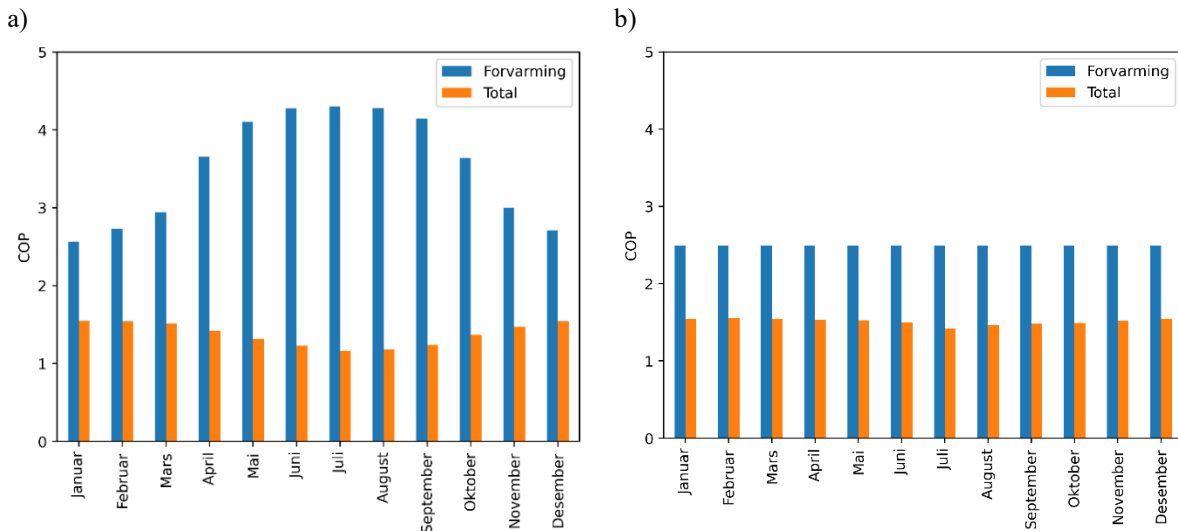 a)
5
4
3
2
1
0
COP
Forvarming
Total
Januar
Februar
Mars
April
Mai
Juni
Juli
August
September
Oktober
November
Desember
b)
5
4
3
2
1
0
COP
Forvarming
Total
Januar
Februar
Mars
April
Mai
Juni
Juli
August
September
Oktober
November
Desember